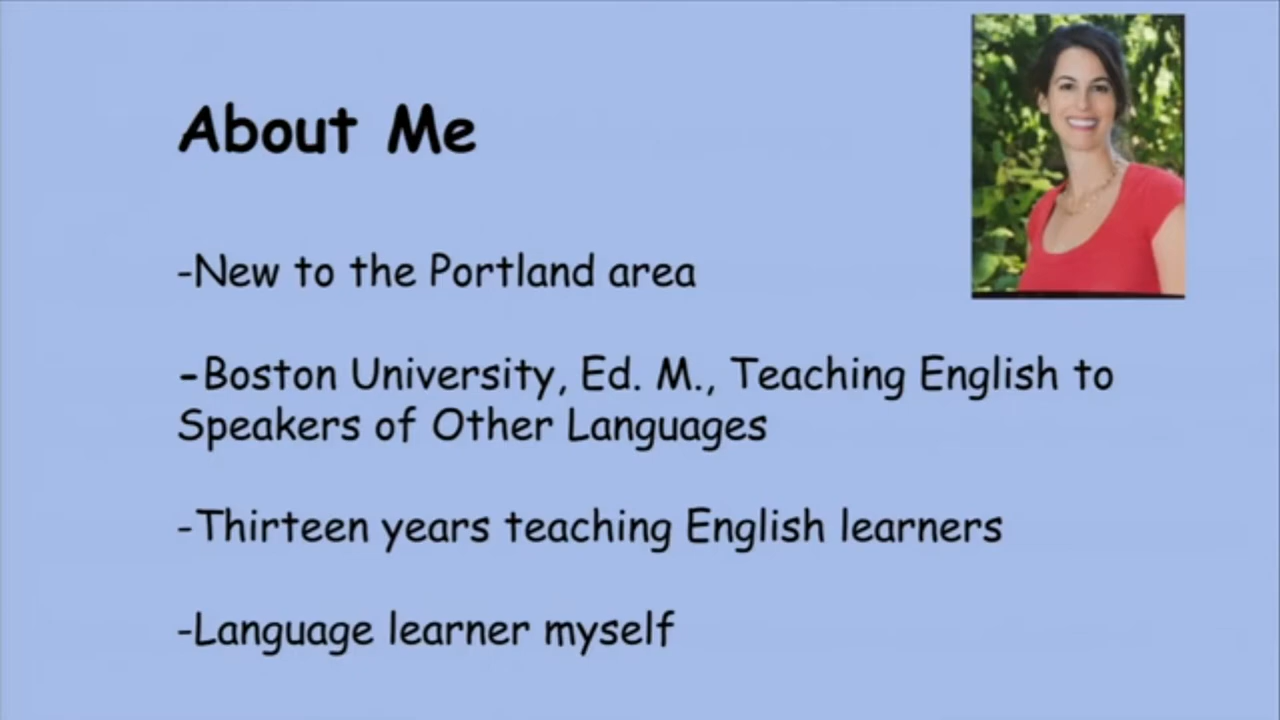 About Me
-New to the Portland area
-Boston University, Ed. M., Teaching English to
Speakers of Other Languages
-Thirteen years teaching English learners
-Language learner myself